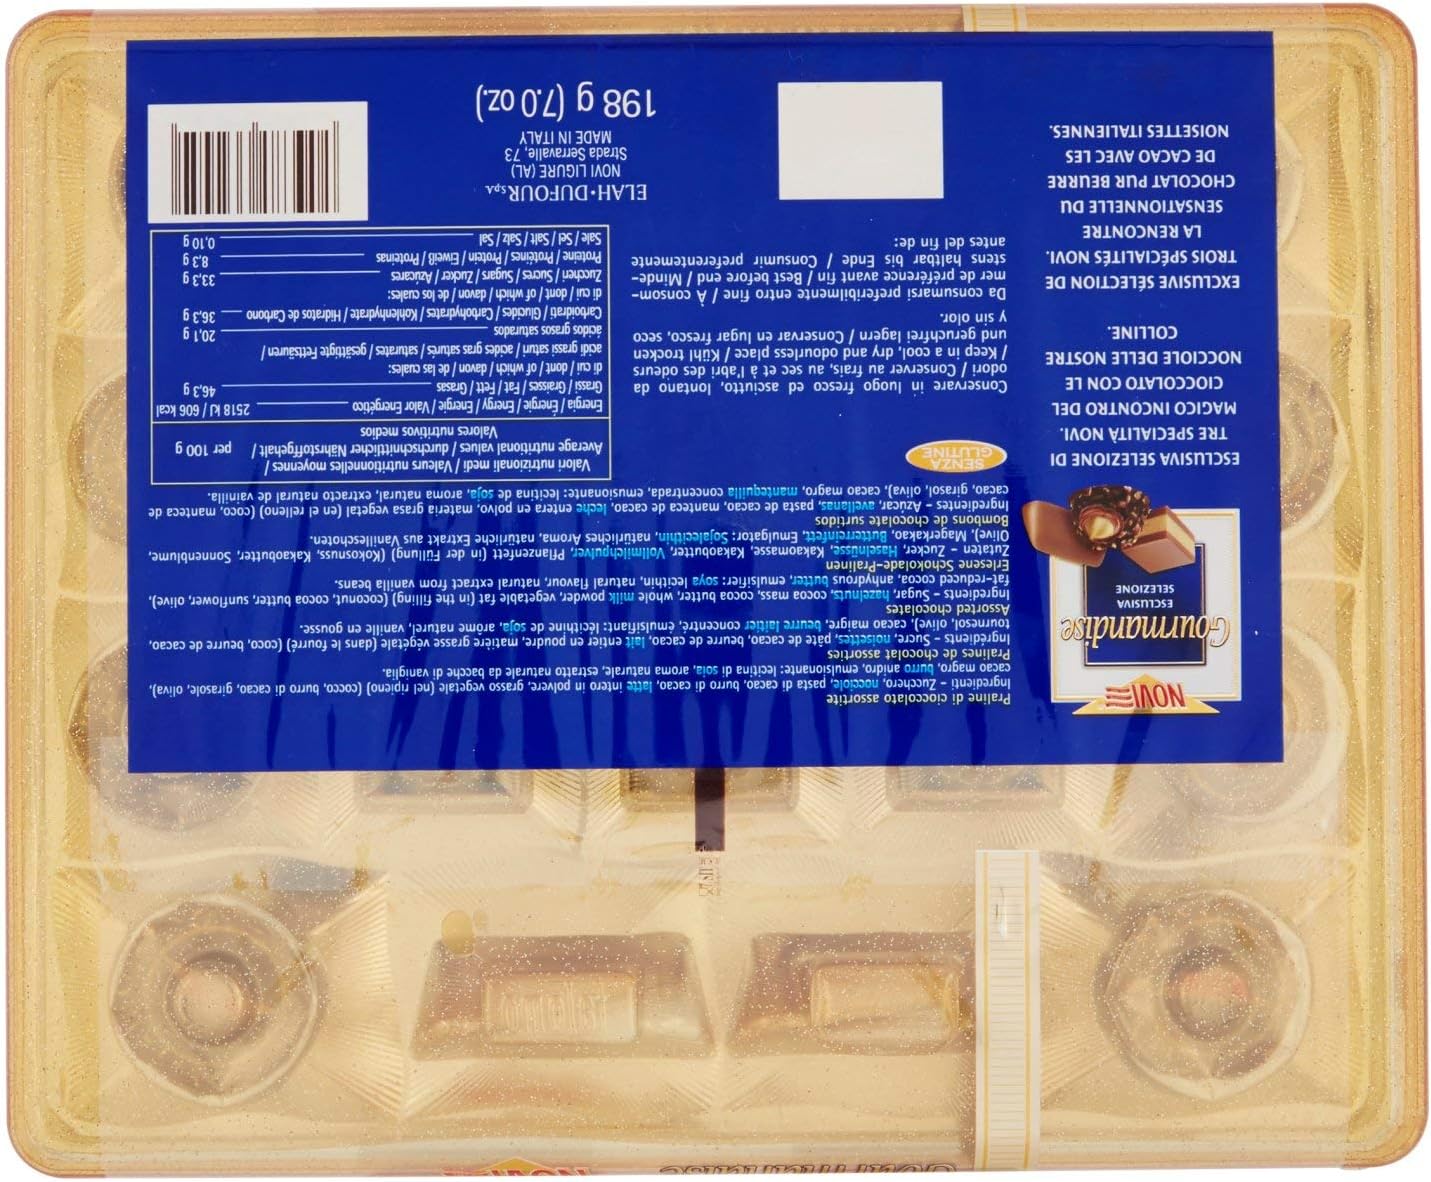 NOVI
Gourmandise
ESCLUSIVA
SELEZIONE
ESCLUSIVA SELEZIONE DI
TRE SPECIALITÀ NOVI.
MAGICO INCONTRO DEL
CIOCCOLATO CON LE
NOCCIOLE DELLE NOSTRE
COLLINE.
EXCLUSIVE SÉLECTION DE
TROIS SPÉCIALITÉS NOVI.
LA RENCONTRE
SENSATIONNELLE DU
CHOCOLAT PUR BEURRE
DE CACAO AVEC LES
NOISETTES ITALIENNES.
Praline di cioccolato assortite
Ingredienti - Zucchero, nocciole, pasta di cacao, burro di cacao, latte intero in polvere, grasso vegetale (nel ripieno) (cocco, burro di cacao, girasole, oliva),
cacao magro, burro anidro, emulsionante: lecitina di soia, aroma naturale, estratto naturale da bacche di vaniglia.
Pralines de chocolat assorties
Ingredients - Sucre, noisettes, pâte de cacao, beurre de cacao, lait entier en poudre, matière grasse végétale (dans le fourré) (coco, beurre de cacao,
tournesol, olive), cacao maigre, beurre laitier concentré, émulsifiant: lécithine de soja, arôme naturel, vanille en gousse.
Assorted chocolates
Ingredients - Sugar, hazelnuts, cocoa mass, cocoa butter, whole milk powder, vegetable fat (in the filling) (coconut, cocoa butter, sunflower, olive),
fat-reduced cocoa, anhydrous butter, emulsifier: soya lecithin, natural flavour, natural extract from vanilla beans.
Erlesene Schokolade-Pralinen
Zutaten - Zucker, Haselnüsse, Kakaomasse, Kakaobutter, Vollmilchpulver, Pflanzenfett (in der Füllung) (Kokosnuss, Kakaobutter, Sonnenblume,
Olive), Magerkakao, Butterreinfett, Emulgator: Sojalecithin, natürliches Aroma, natürliche Extrakt aus Vanilleschoten.
Bombons de chocolate surtidos
Ingredientes - Azúcar, avellanas, pasta de cacao, manteca de cacao, leche entera en polvo, materia grasa vegetal (en el relleno) (coco, manteca de
cacao, girasol, oliva), cacao magro, mantequilla concentrada, emusionante: lecitina de soja, aroma natural, extracto natural de vainilla.
SENZA
GLUTINE
Conservare in luogo fresco ed asciutto, lontano da
odori / Conserver au frais, au sec et à l'abri des odeurs
/ Keep in a cool, dry and odourless place / Kühl trocken
und geruchfrei lagern / Conservar en lugar fresco, seco
y sin olor.
Da consumarsi preferibilmente entro fine / À consom-
mer de préférence avant fin / Best before end / Minde-
stens haltbar bis Ende / Consumir preferentemente
antes del fin de:
Valori nutrizionali medi / Valeurs nutritionnelles moyennes /
Average nutritional values / durchschnittlicher Nährstoffgehalt /
Valores nutritivos medios
per 100 g
Energia / Énergie / Energy / Energie / Valor Energético 2518 kJ / 606 kcal
Grassi / Graisses / Fat / Fett / Grasas 46,3 g
di cui / dont / of which / davon / de los cuales:
acidi grassi saturi / acides gras saturés / saturates / gesättigte Fettsäuren /
ácidos grasos saturados 20,1 g
Carboidrati / Glucides / Carbohydrates / Kohlenhydrate / Hidratos de Carbono 36,3 g
di cui / dont / of which / davon / de los cuales:
Zuccheri / Sucres / Sugars / Zucker / Azúcares 33,3 g
Proteine / Protéines / Protein / Eiweiß / Proteínas 8,3 g
Sale / Sel / Salt / Salz / Sal 0,10 g
ELAH•DUFOUR S.p.A.
NOVI LIGURE (AL)
Strada Serravalle, 73
MADE IN ITALY
198 g (7.0 oz.)
Gourmandise
NOVI